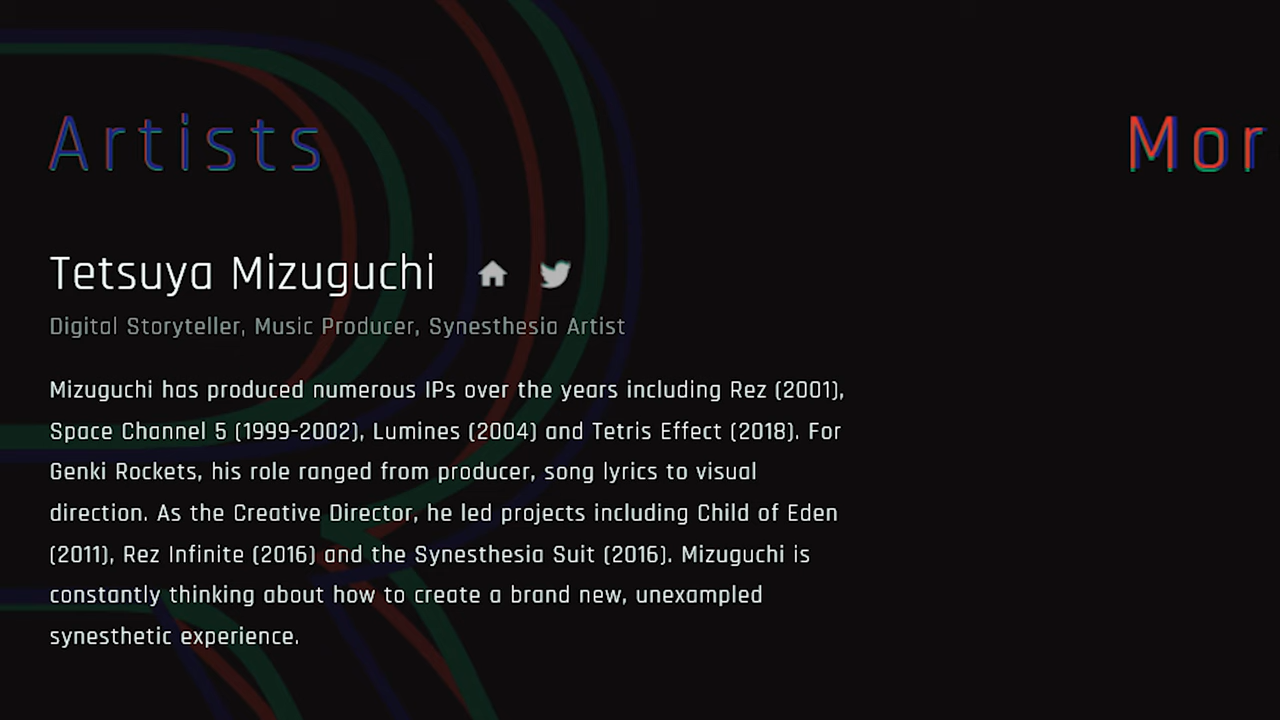 Artists
Mor
Tetsuya Mizuguchi
Digital Storyteller, Music Producer, Synesthesia Artist
Mizuguchi has produced numerous IPs over the years including Rez (2001),
Space Channel 5 (1999-2002), Lumines (2004) and Tetris Effect (2018). For
Genki Rockets, his role ranged from producer, song lyrics to visual
direction. As the Creative Director, he led projects including Child of Eden
(2011), Rez Infinite (2016) and the Synesthesia Suit (2016). Mizuguchi is
constantly thinking about how to create a brand new, unexampled
synesthetic experience.